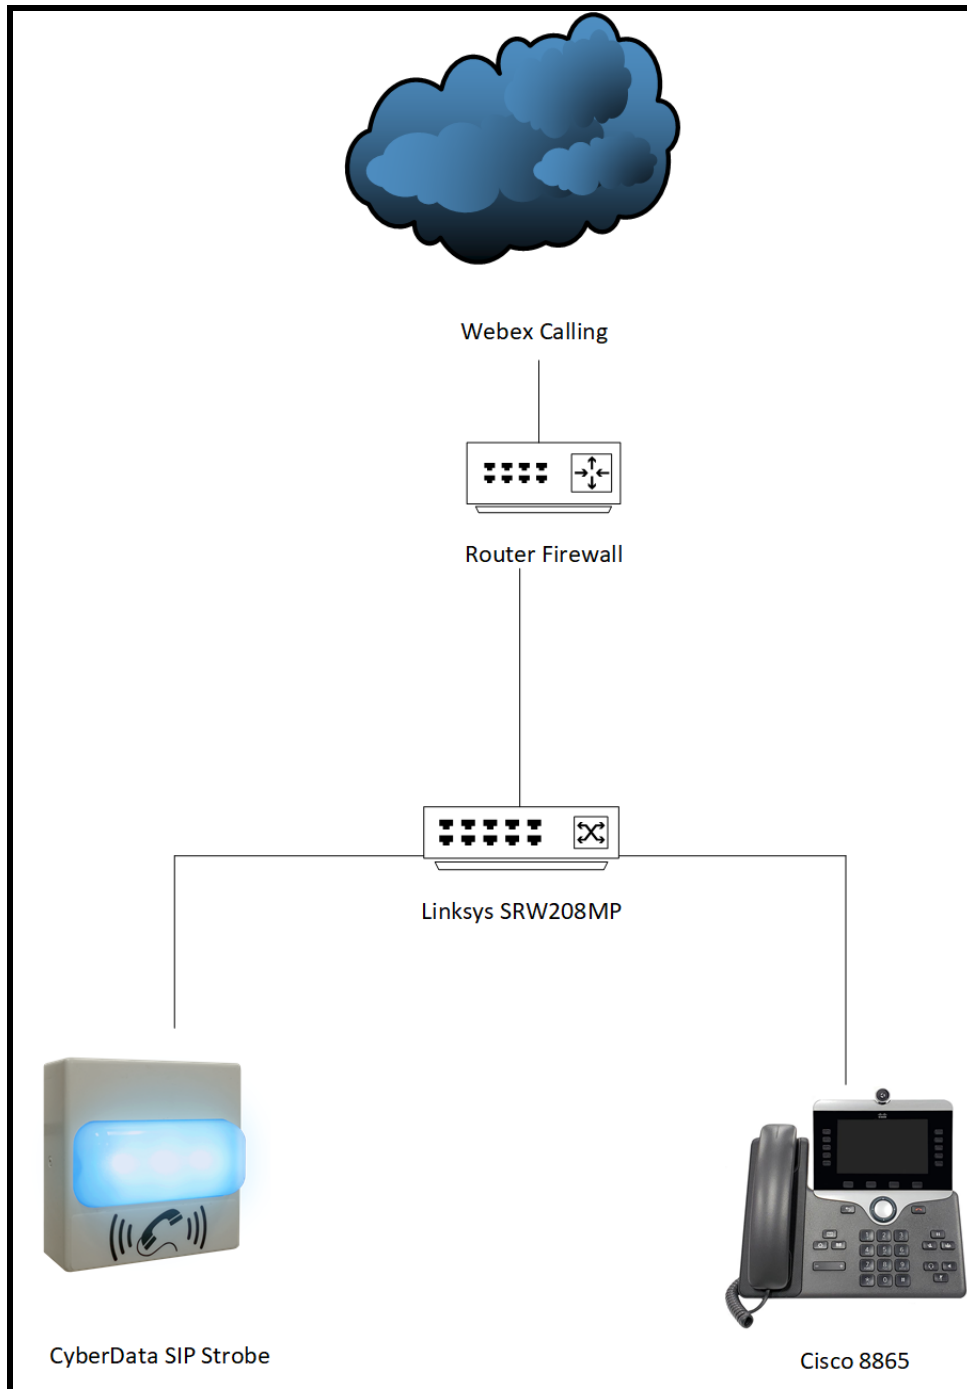 Webex Calling
Router Firewall
Linksys SRW208MP
CyberData SIP Strobe
Cisco 8865